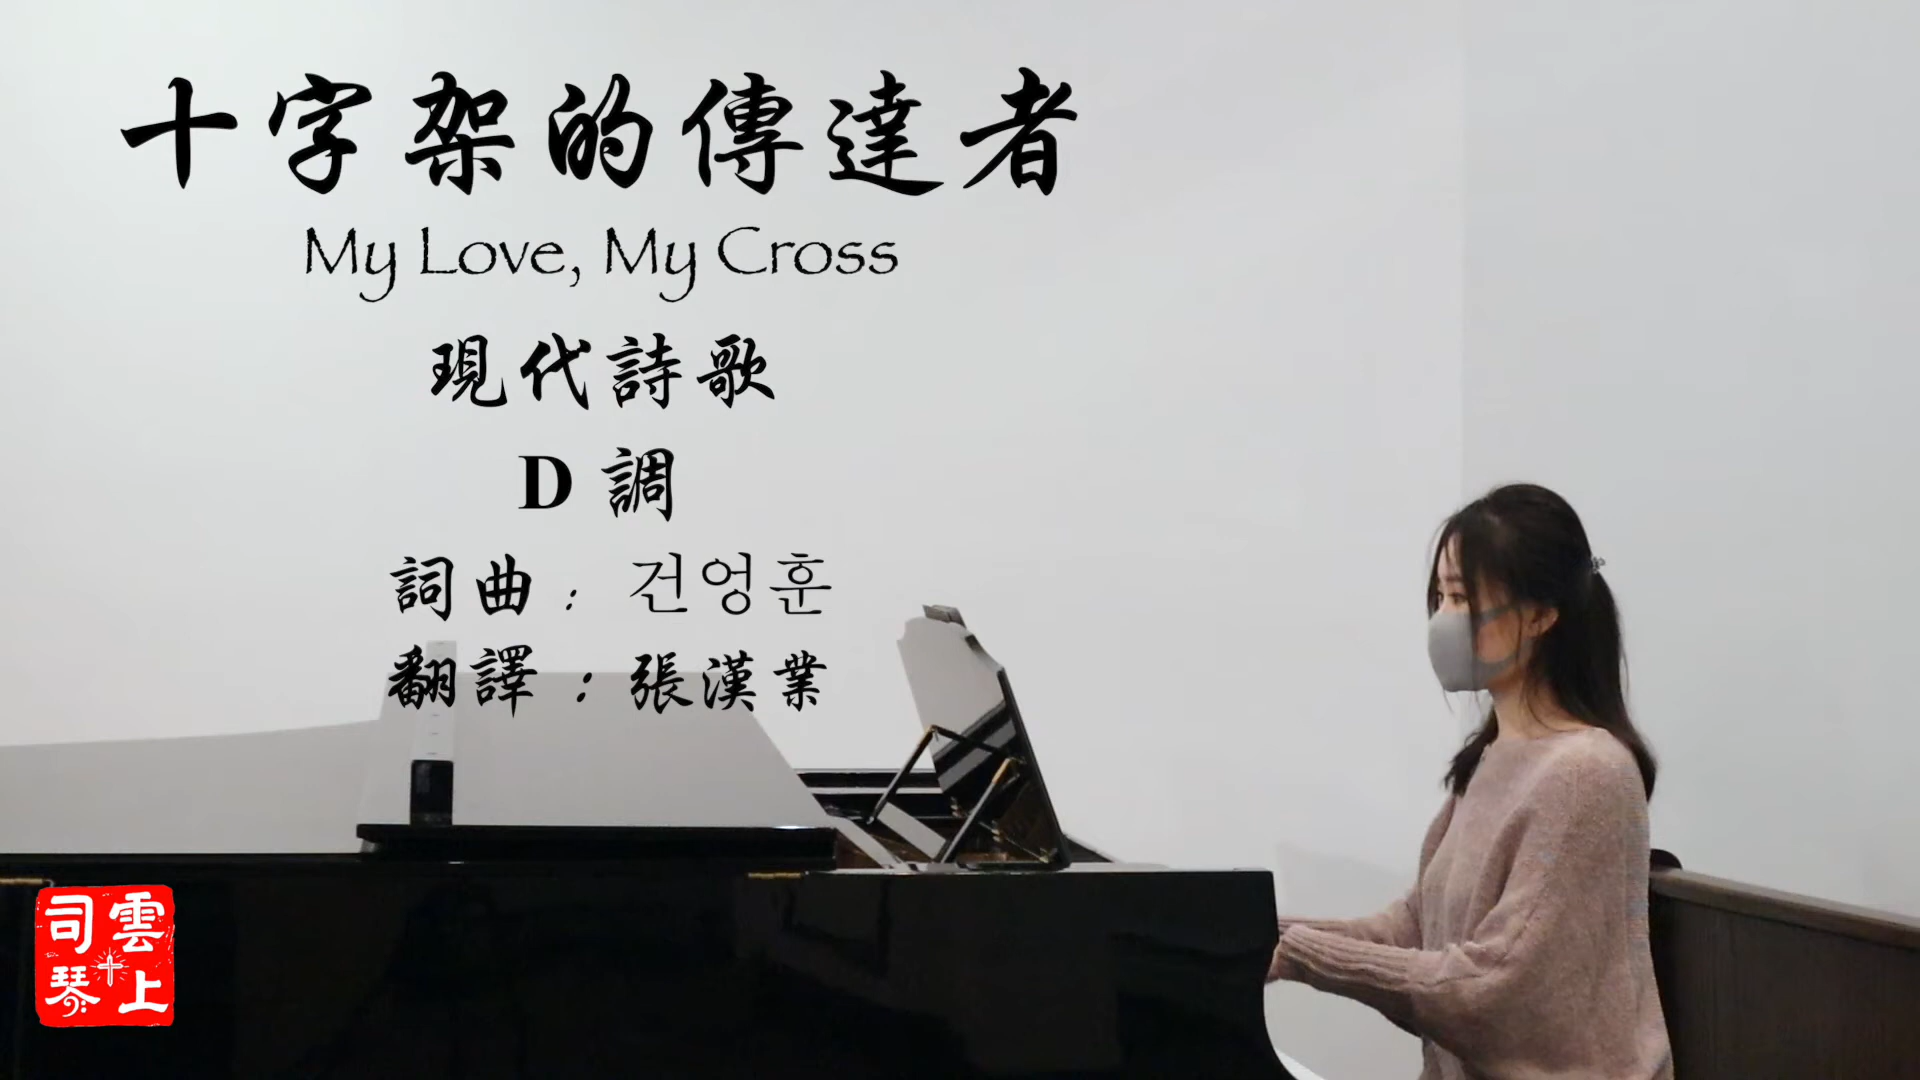 十字架的傳達者
My Love, My Cross
現代詩歌
D 調
詞曲：건엉훈
翻譯：張漢業
雲上
司琴